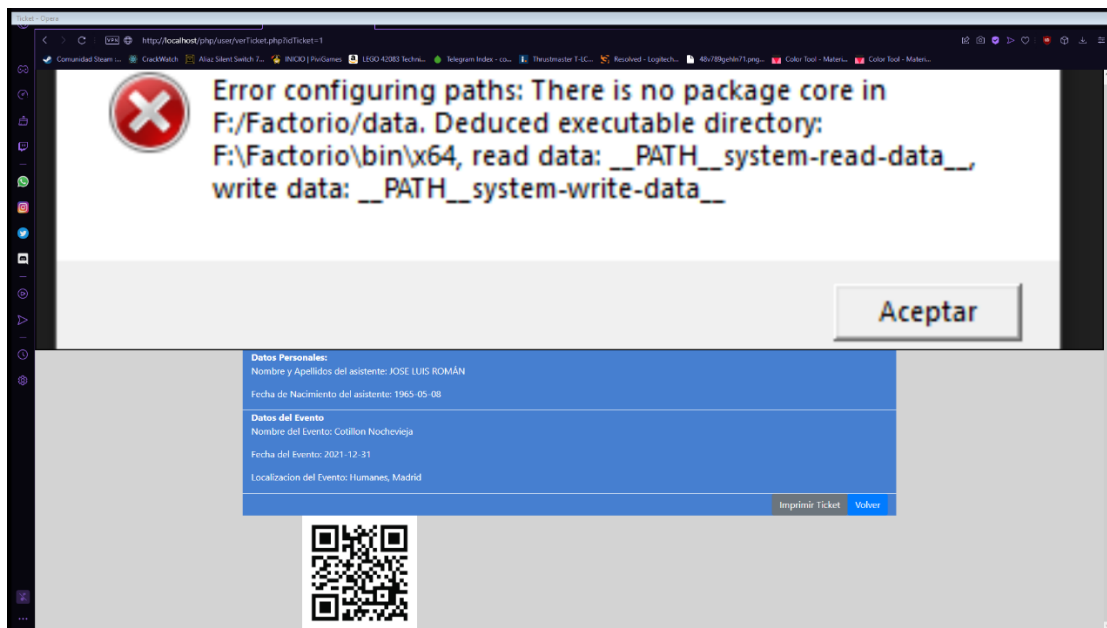 Ticket - Opera
VPN http://localhost/php/user/verTicket.php?idTicket=1
Comunidad Steam :... CrackWatch Aliaz Silent Switch 7... INICIO | PivGames LEGO 42083 Techni... Telegram Index - co... Thrustmaster T-LC... Resolved - Logitech... 48v789gehln71.png... Color Tool - Materi... Color Tool - Materi...
Error configuring paths: There is no package core in
F:/Factorio/data. Deduced executable directory:
F:\Factorio\bin\x64, read data: __PATH__system-read-data__,
write data: __PATH__system-write-data__
Aceptar
Datos Personales:
Nombre y Apellidos del asistente: JOSE LUIS ROMÁN
Fecha de Nacimiento del asistente: 1965-05-08
Datos del Evento
Nombre del Evento: Cotillon Nochevieja
Fecha del Evento: 2021-12-31
Localizacion del Evento: Humanes, Madrid
Imprimir Ticket Volver